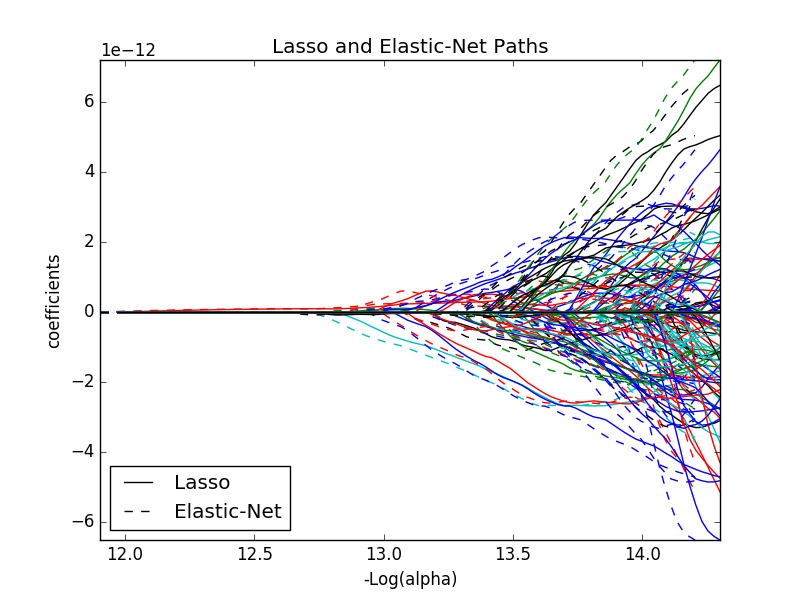 Lasso and Elastic-Net Paths
1e−12
6
4
2
0
−2
−4
−6
coefficients
Lasso
Elastic-Net
12.0 12.5 13.0 13.5 14.0
-Log(alpha)